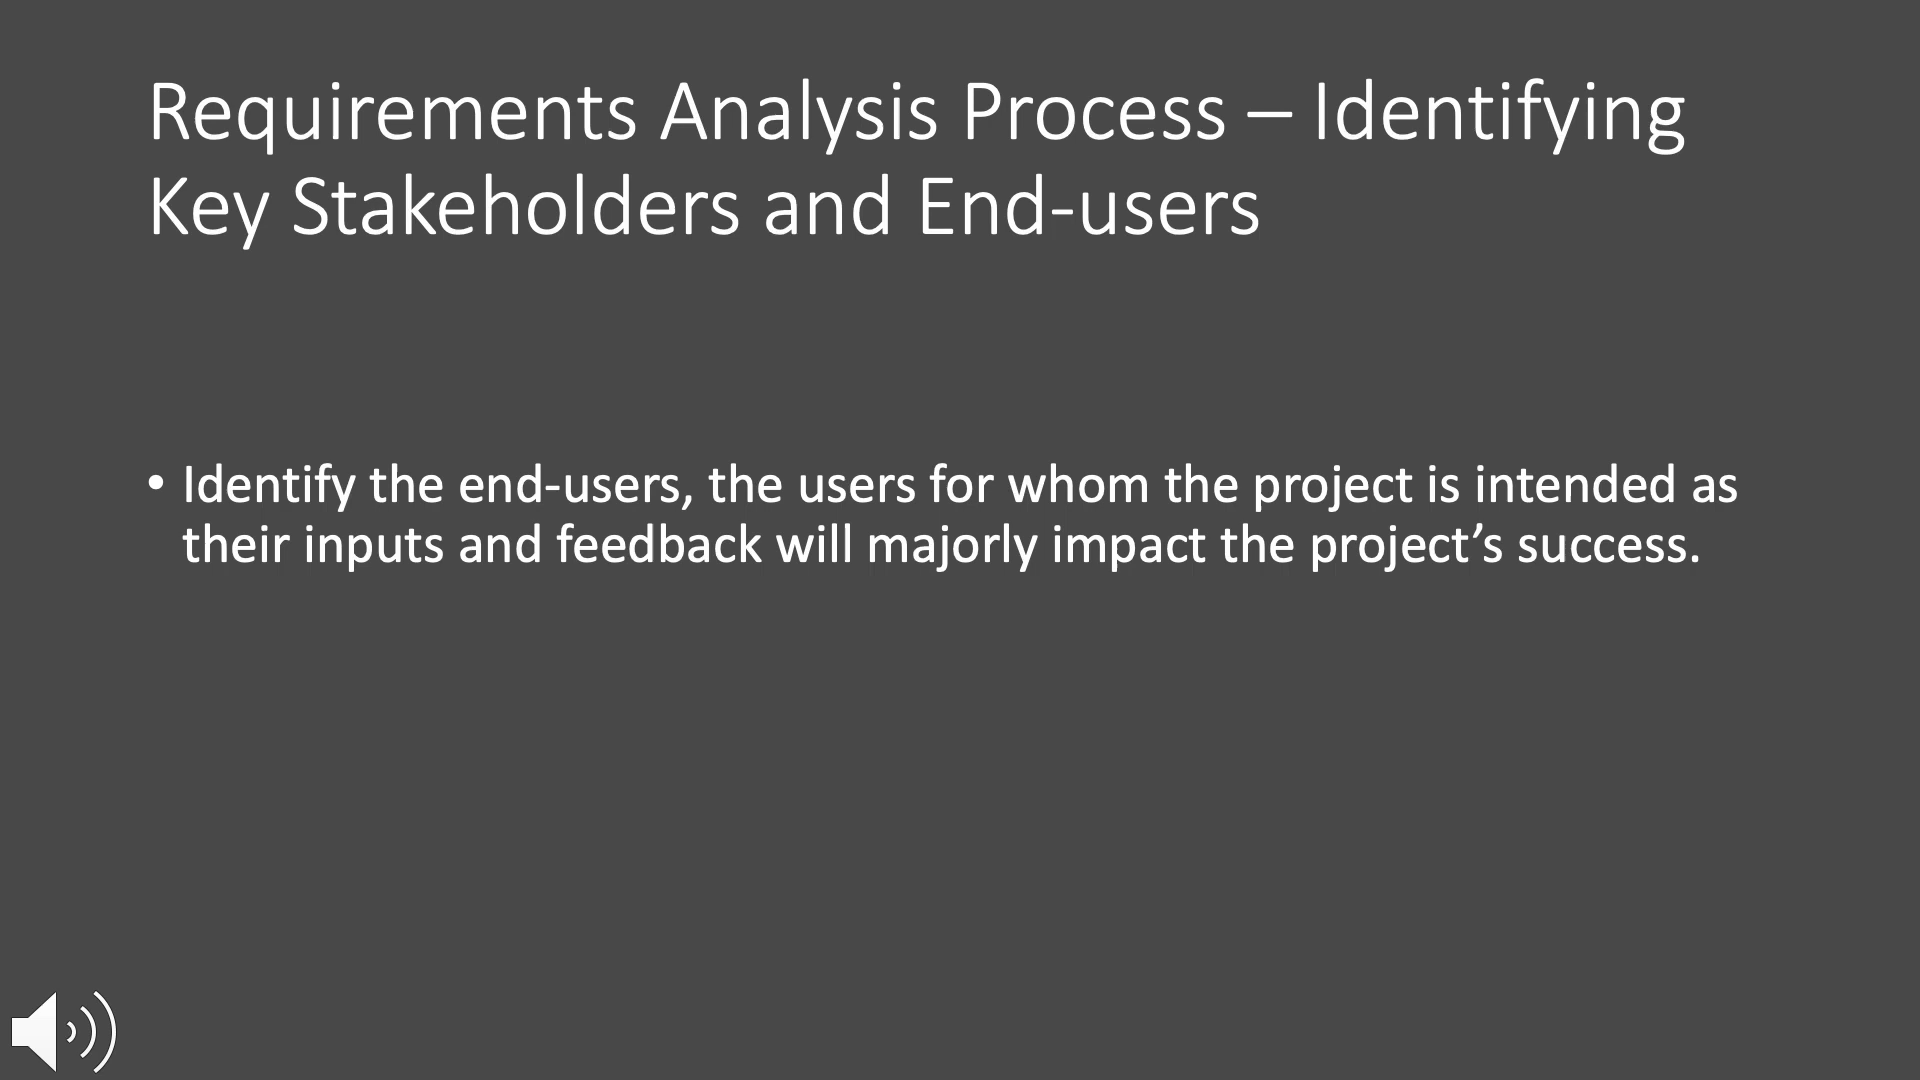 Requirements Analysis Process – Identifying
Key Stakeholders and End-users
• Identify the end-users, the users for whom the project is intended as
their inputs and feedback will majorly impact the project’s success.